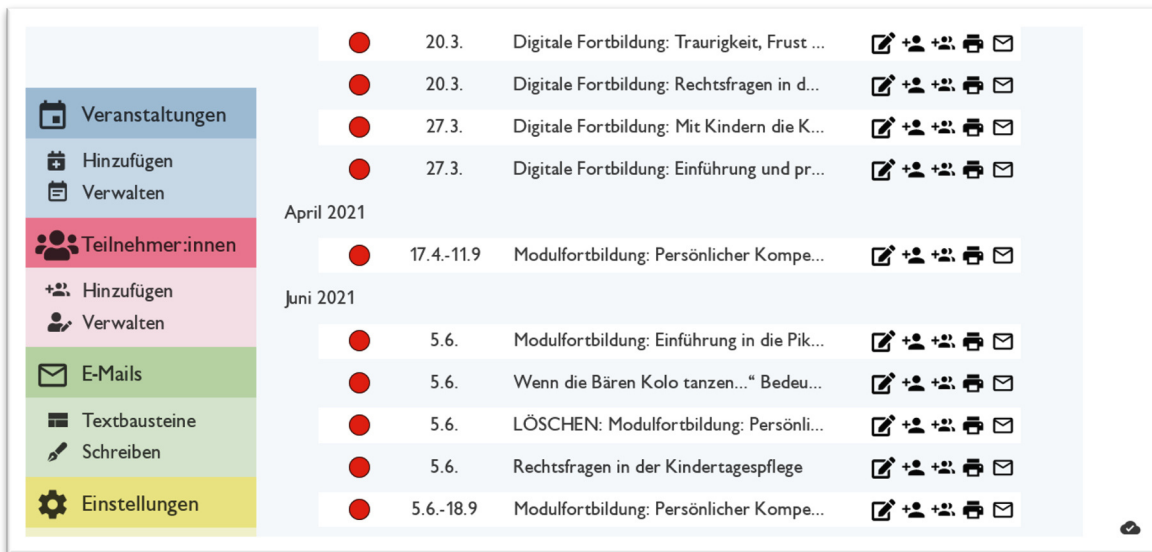 20.3. Digitale Fortbildung: Traurigkeit, Frust ...
20.3. Digitale Fortbildung: Rechtsfragen in d...
27.3. Digitale Fortbildung: Mit Kindern die K...
27.3. Digitale Fortbildung: Einführung und pr...
April 2021
17.4.-11.9 Modulfortbildung: Persönlicher Kompe...
Juni 2021
5.6. Modulfortbildung: Einführung in die Pik...
5.6. Wenn die Bären Kolo tanzen...“ Bedeu...
5.6. LÖSCHEN: Modulfortbildung: Persönli...
5.6. Rechtsfragen in der Kindertagespflege
5.6.-18.9 Modulfortbildung: Persönlicher Kompe...
Veranstaltungen
Hinzufügen
Verwalten
Teilnehmer:innen
Hinzufügen
Verwalten
E-Mails
Textbausteine
Schreiben
Einstellungen